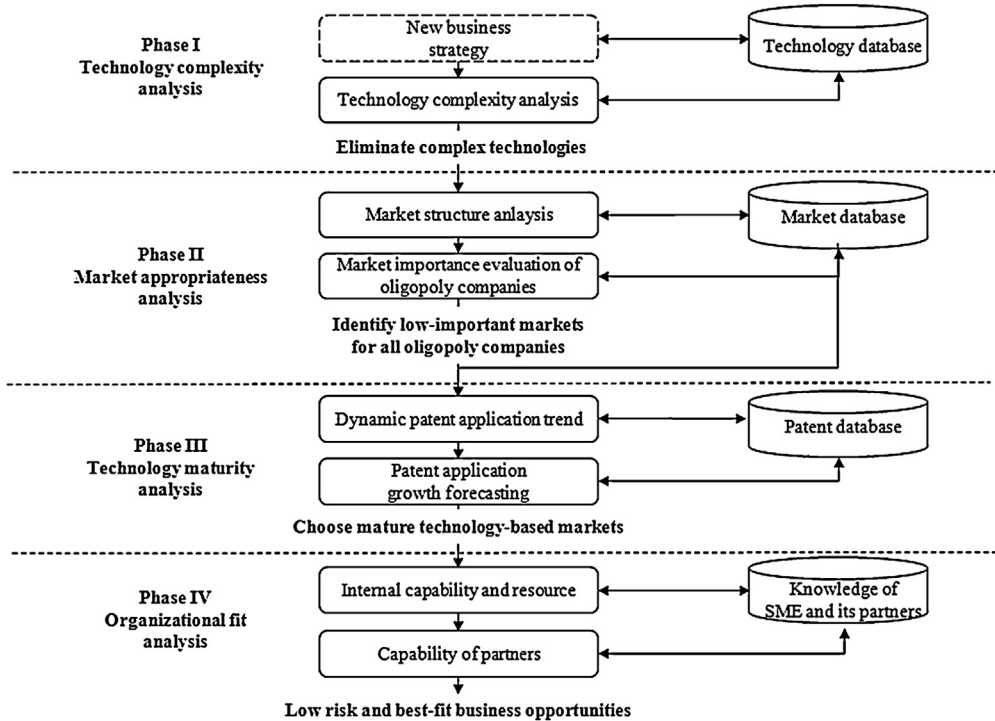 Phase I
Technology complexity
analysis
New business
strategy
Technology database
Technology complexity analysis
Eliminate complex technologies
Phase II
Market appropriateness
analysis
Market structure anlaysis
Market database
Market importance evaluation of
oligopoly companies
Identify low-important markets
for all oligopoly companies
Phase III
Technology maturity
analysis
Dynamic patent application trend
Patent database
Patent application
growth forecasting
Choose mature technology-based markets
Phase IV
Organizational fit
analysis
Internal capability and resource
Knowledge of
SME and its partners
Capability of partners
Low risk and best-fit business opportunities